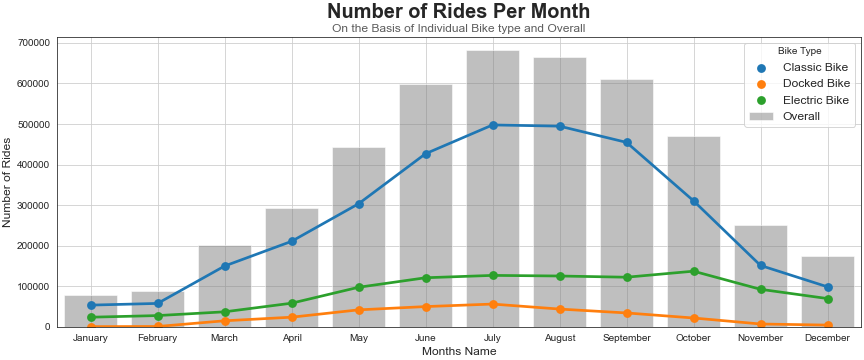 Number of Rides Per Month
On the Basis of Individual Bike type and Overall
Number of Rides
700000
600000
500000
400000
300000
200000
100000
0
Bike Type
Classic Bike
Docked Bike
Electric Bike
Overall
January February March April May June July August September October November December
Months Name